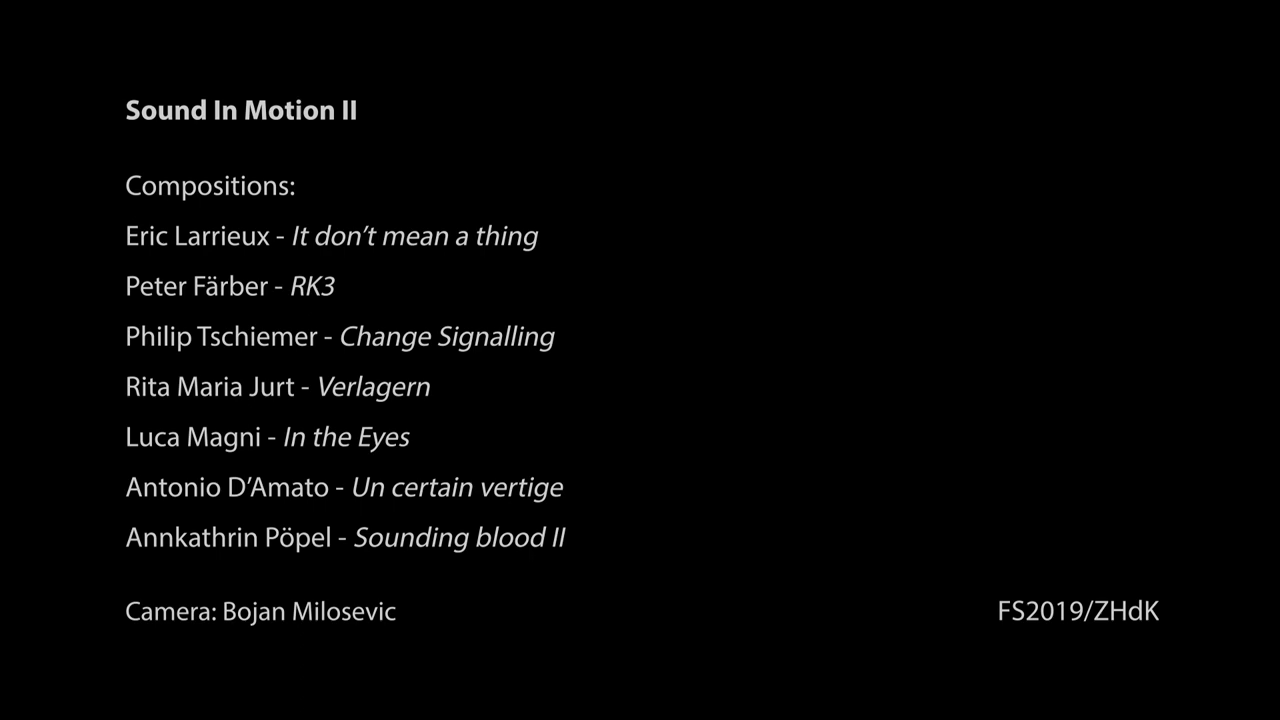 Sound In Motion II
Compositions:
Eric Larrieux - It don’t mean a thing
Peter Färber - RK3
Philip Tschiemer - Change Signalling
Rita Maria Jurt - Verlagern
Luca Magni - In the Eyes
Antonio D’Amato - Un certain vertige
Annkathrin Pöpel - Sounding blood II
Camera: Bojan Milosevic
FS2019/ZHdK